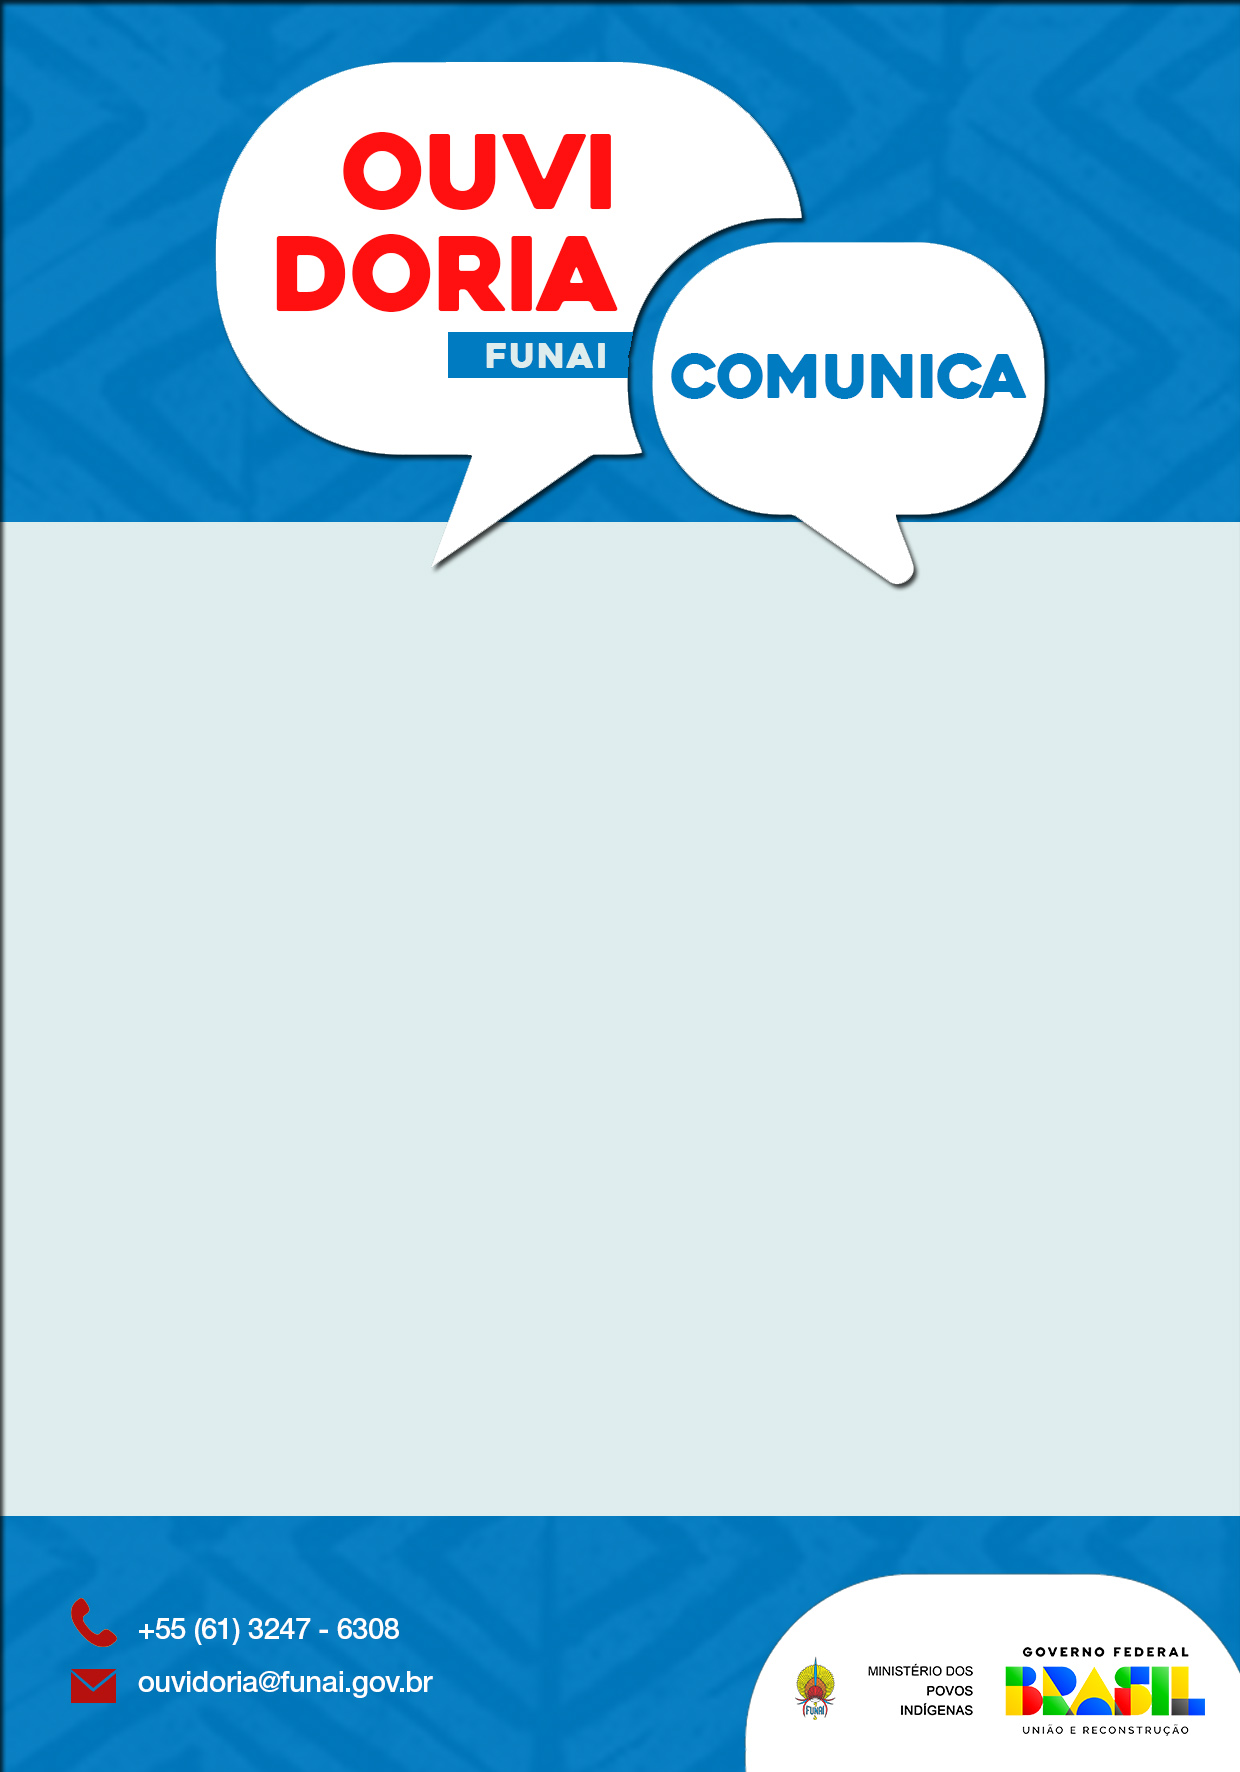 OUVI
DORIA
FUNAI
COMUNICA
+55 (61) 3247 - 6308
ouvidoria@funai.gov.br
FUNAI
MINISTÉRIO DOS
POVOS
INDÍGENAS
GOVERNO FEDERAL
BRASIL
UNIÃO E RECONSTRUÇÃO